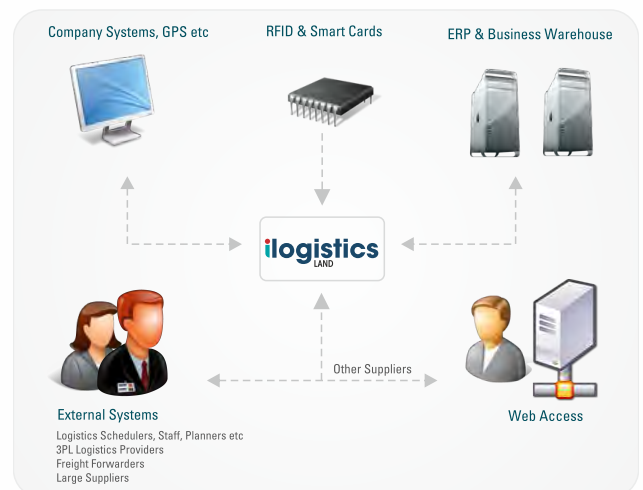 Company Systems, GPS etc
RFID & Smart Cards
ERP & Business Warehouse
ilogistics
LAND
Other Suppliers
External Systems
Logistics Schedulers, Staff, Planners etc
3PL Logistics Providers
Freight Forwarders
Large Suppliers
Web Access